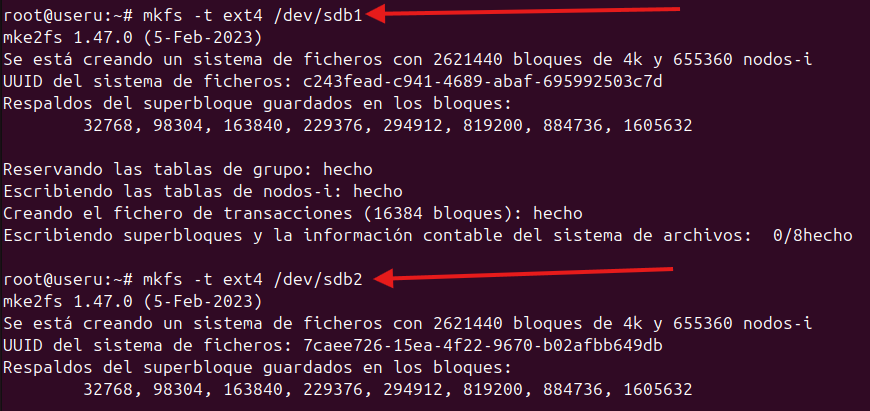 root@useru:~# mkfs -t ext4 /dev/sdb1
mke2fs 1.47.0 (5-Feb-2023)
Se está creando un sistema de ficheros con 2621440 bloques de 4k y 655360 nodos-i
UUID del sistema de ficheros: c243fead-c941-4689-abaf-695992503c7d
Respaldos del superbloque guardados en los bloques:
        32768, 98304, 163840, 229376, 294912, 819200, 884736, 1605632

Reservando las tablas de grupo: hecho
Escribiendo las tablas de nodos-i: hecho
Creando el fichero de transacciones (16384 bloques): hecho
Escribiendo superbloques y la información contable del sistema de archivos:  0/8hecho

root@useru:~# mkfs -t ext4 /dev/sdb2
mke2fs 1.47.0 (5-Feb-2023)
Se está creando un sistema de ficheros con 2621440 bloques de 4k y 655360 nodos-i
UUID del sistema de ficheros: 7caee726-15ea-4f22-9670-b02afbb649db
Respaldos del superbloque guardados en los bloques:
        32768, 98304, 163840, 229376, 294912, 819200, 884736, 1605632